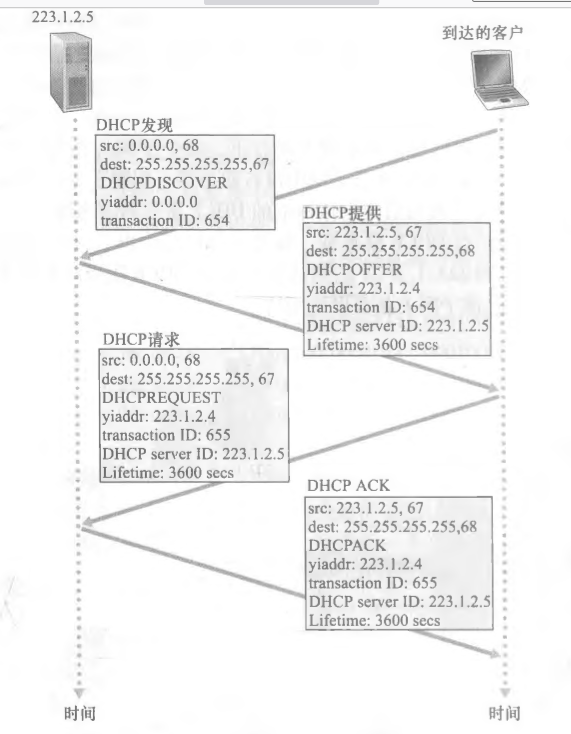 223.1.2.5
到达的客户
DHCP发现
src: 0.0.0.0, 68
dest: 255.255.255.255,67
DHCPDISCOVER
yiaddr: 0.0.0.0
transaction ID: 654
DHCP提供
src: 223.1.2.5, 67
dest: 255.255.255.255,68
DHCPOFFER
yiaddr: 223.1.2.4
transaction ID: 654
DHCP server ID: 223.1.2.5
Lifetime: 3600 secs
DHCP请求
src: 0.0.0.0, 68
dest: 255.255.255.255, 67
DHCPREQUEST
yiaddr: 223.1.2.4
transaction ID: 655
DHCP server ID: 223.1.2.5
Lifetime: 3600 secs
DHCP ACK
src: 223.1.2.5, 67
dest: 255.255.255.255,68
DHCPACK
yiaddr: 223.1.2.4
transaction ID: 655
DHCP server ID: 223.1.2.5
Lifetime: 3600 secs
时间
时间